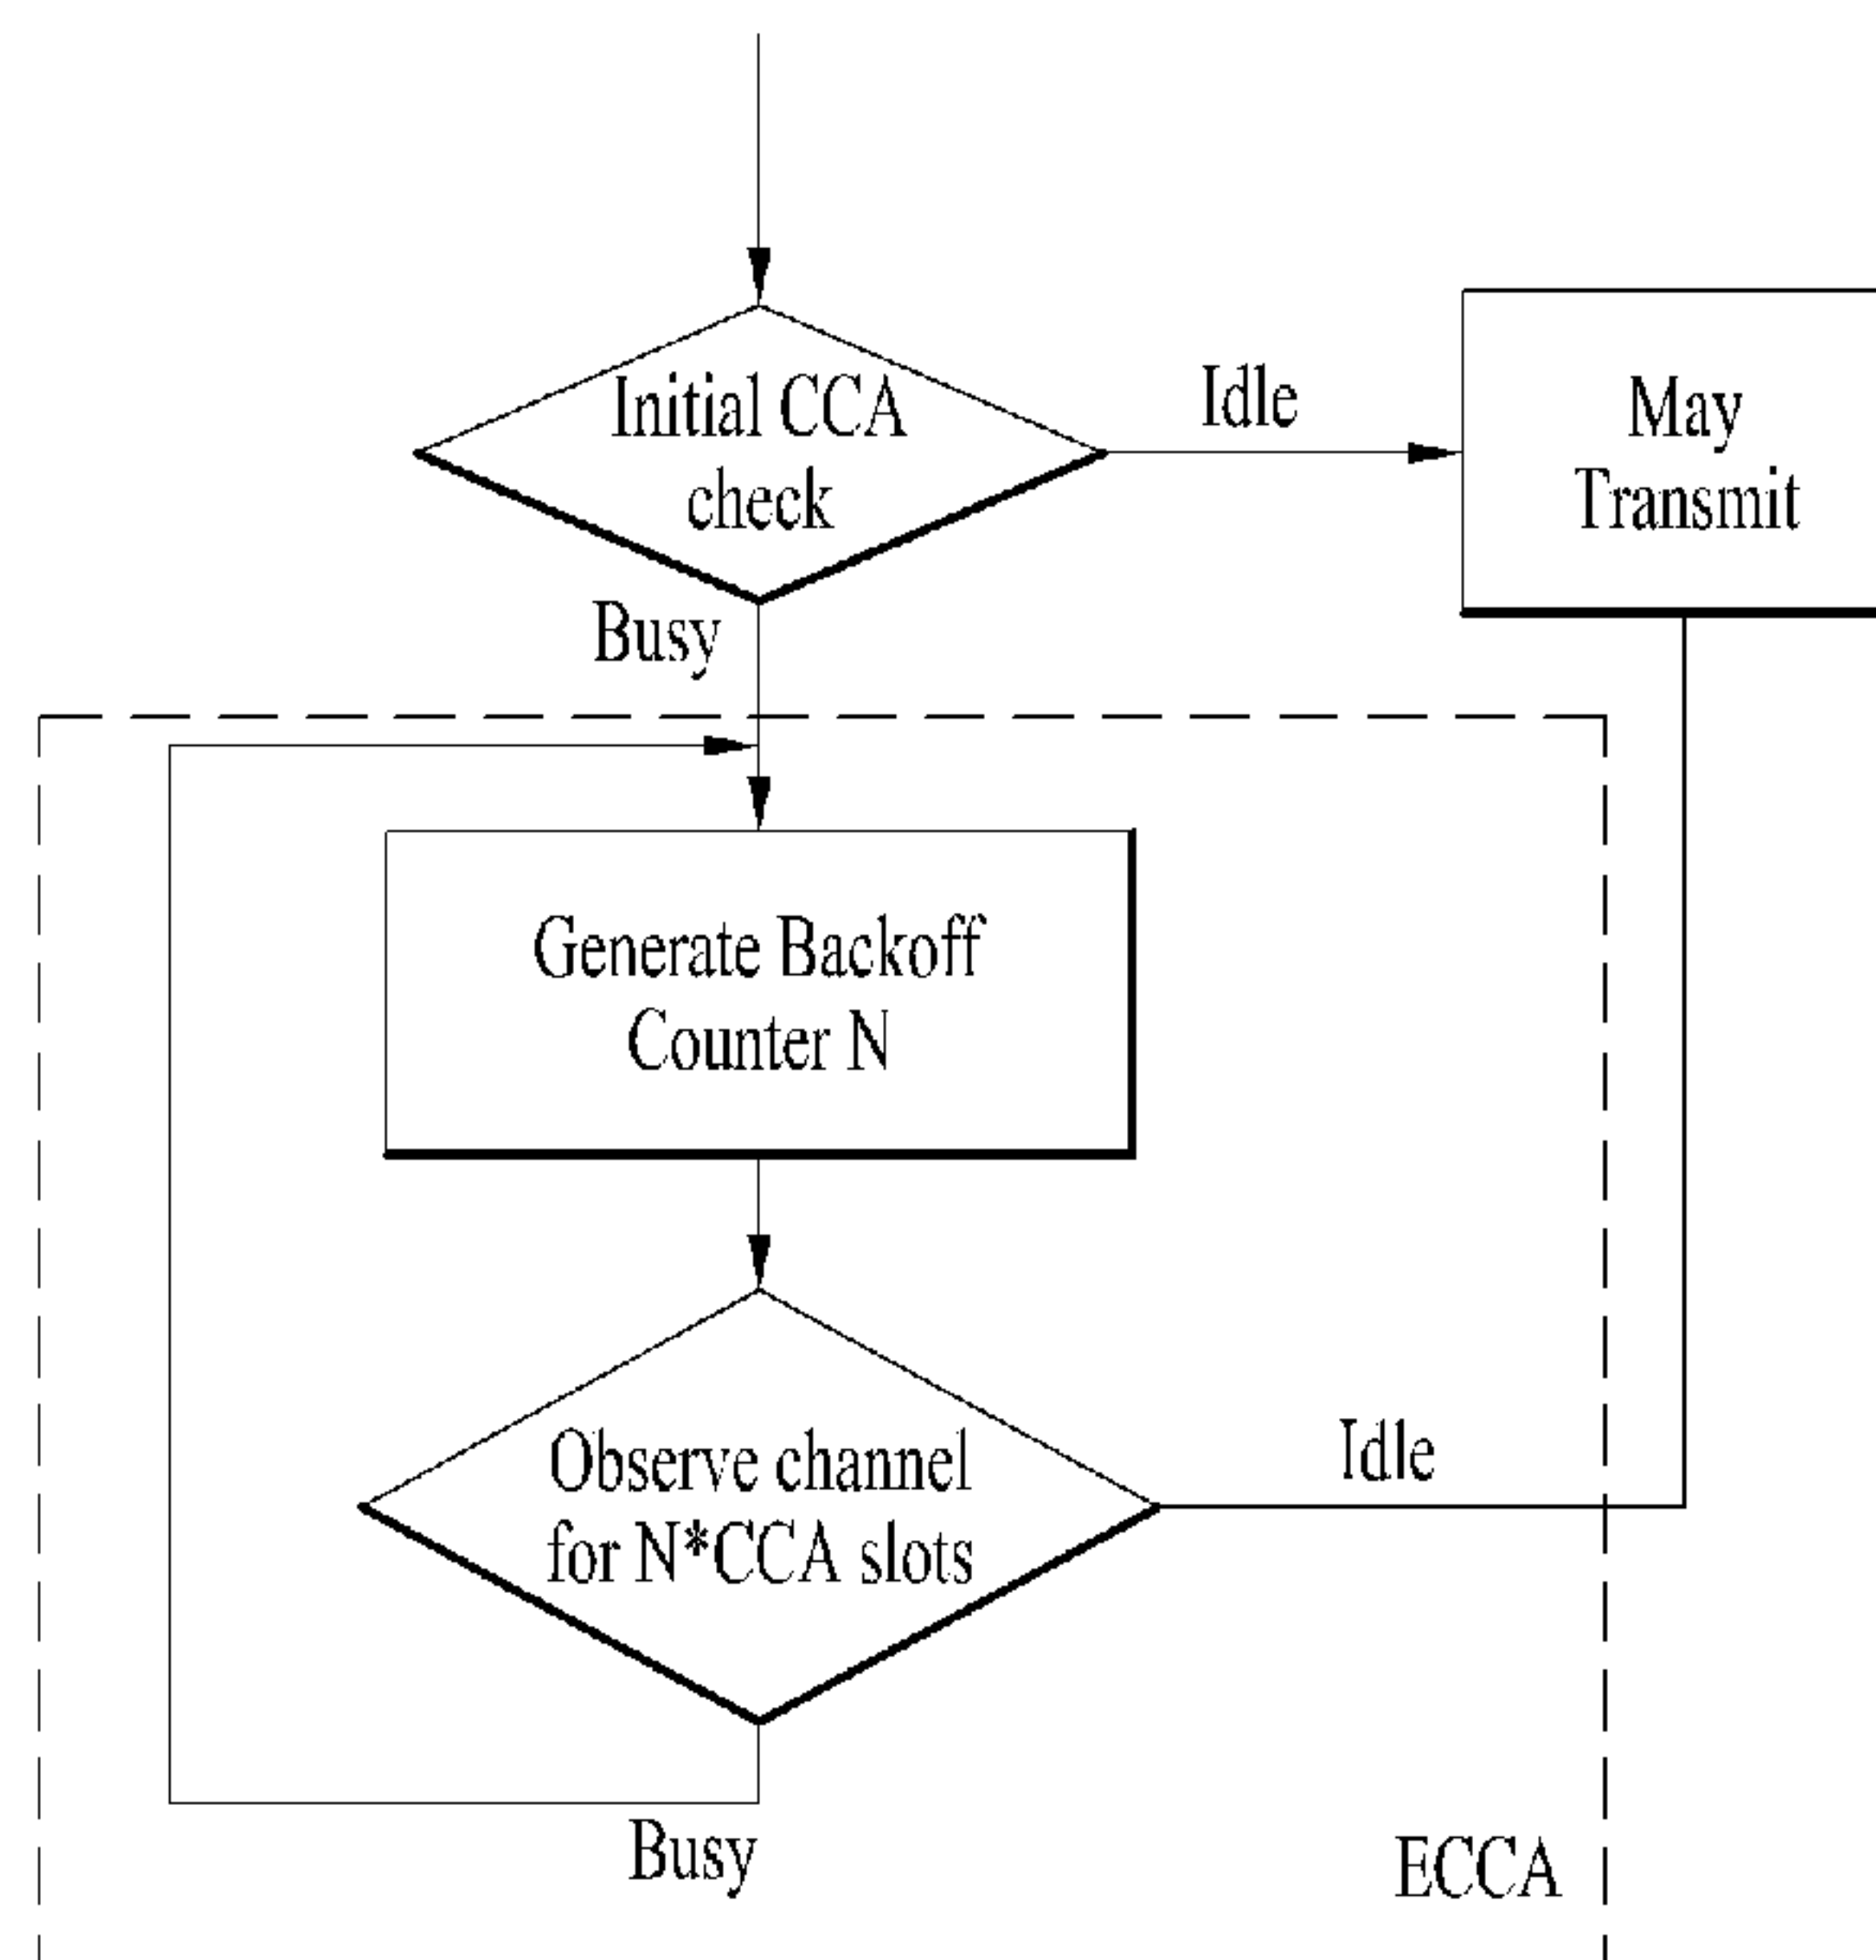 Initial CCA
check
Idle
May
Transmit
Busy
Generate Backoff
Counter N
Observe channel
for N*CCA slots
Idle
Busy
ECCA